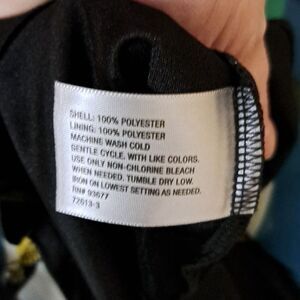 SHELL: 100% POLYESTER
LINING: 100% POLYESTER
MACHINE WASH COLD
GENTLE CYCLE, WITH LIKE COLORS.
USE ONLY NON-CHLORINE BLEACH
WHEN NEEDED. TUMBLE DRY LOW.
IRON ON LOWEST SETTING AS NEEDED.
rn# 93677
72613-3